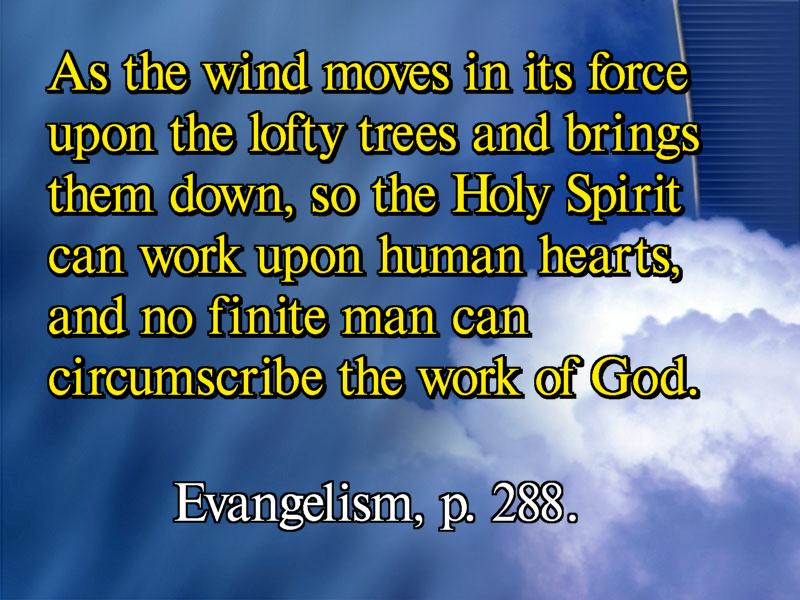 As the wind moves in its force
upon the lofty trees and brings
them down, so the Holy Spirit
can work upon human hearts,
and no finite man can
circumscribe the work of God.
Evangelism, p. 288.